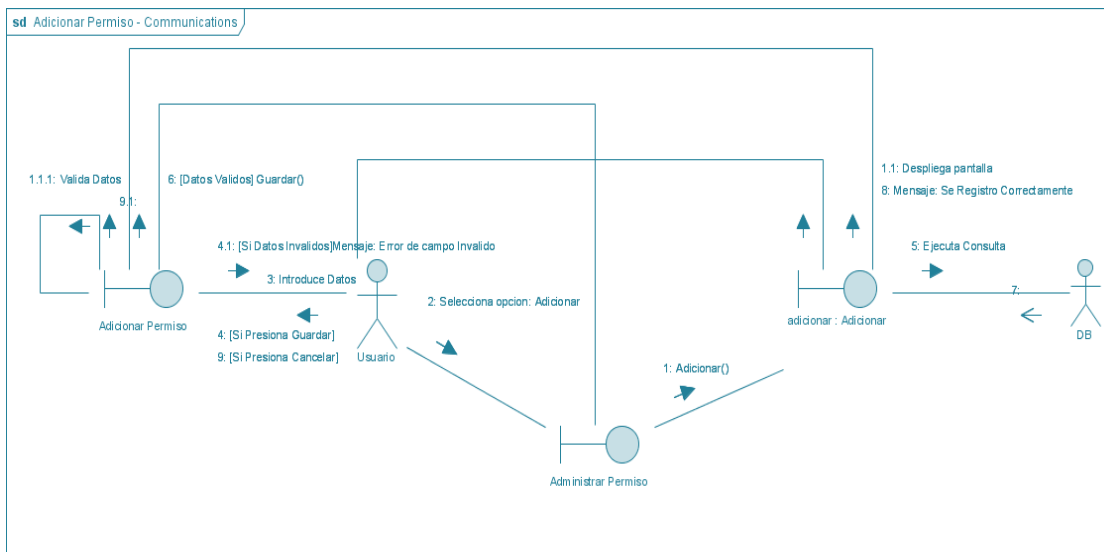 sd Adicionar Permiso - Communications
1.1.1: Valida Datos
6: [Datos Validos] Guardar()
9.1:
1.1: Despliega pantalla
8: Mensaje: Se Registro Correctamente
4.1: [Si Datos Invalidos]Mensaje: Error de campo Invalido
5: Ejecuta Consulta
3: Introduce Datos
2: Selecciona opcion: Adicionar
7:
Adicionar Permiso
adicionar : Adicionar
4: [Si Presiona Guardar]
DB
9: [Si Presiona Cancelar]
Usuario
1: Adicionar()
Administrar Permiso